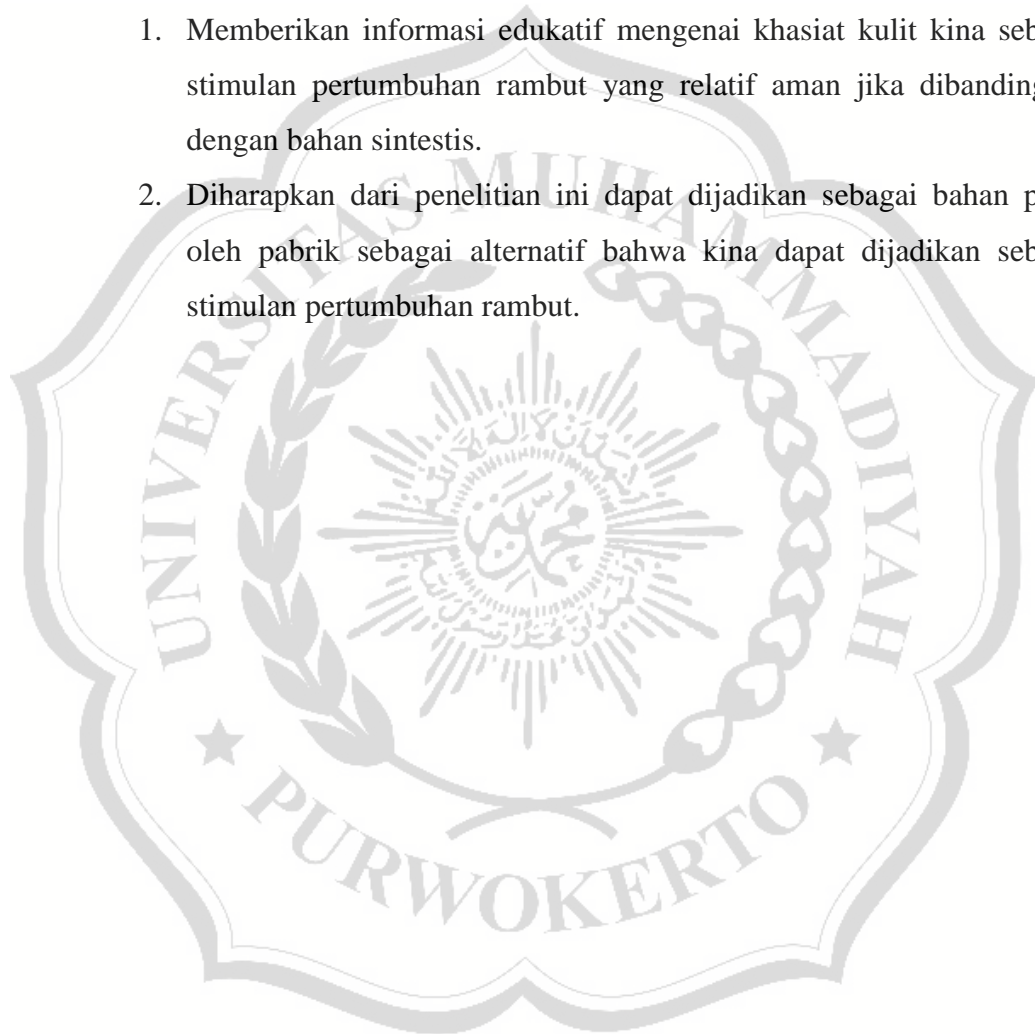 1. Memberikan informasi edukatif mengenai khasiat kulit kina seb
stimulan pertumbuhan rambut yang relatif aman jika dibanding
dengan bahan sintestis.
2. Diharapkan dari penelitian ini dapat dijadikan sebagai bahan p
oleh pabrik sebagai alternatif bahwa kina dapat dijadikan seb
stimulan pertumbuhan rambut.
UNIVERSITAS MUHAMMADIYAH
PURWOKERTO